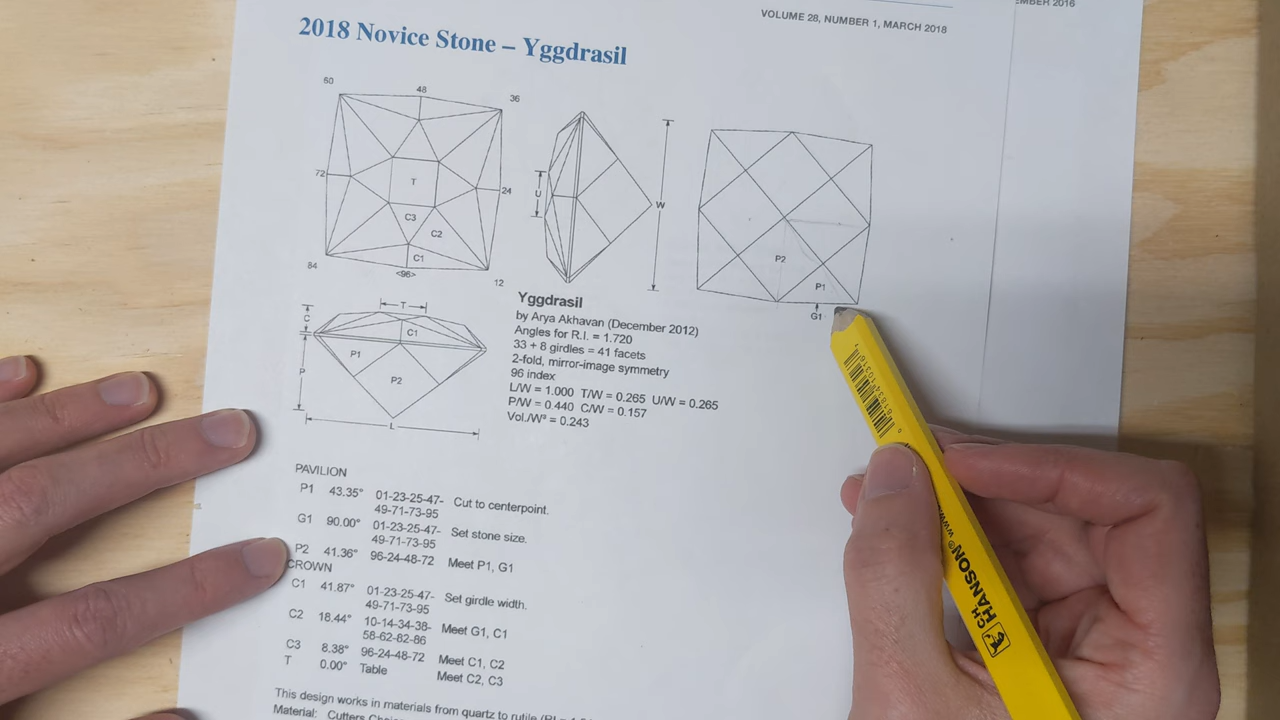 EMBER 2016
VOLUME 28, NUMBER 1, MARCH 2018
2018 Novice Stone – Yggdrasil
60
48
36
72
T
24
C3
C2
C1
84
<96>
12
U
W
P2
P1
G1
T
C
C1
P1
P2
P
L
Yggdrasil
by Arya Akhavan (December 2012)
Angles for R.I. = 1.720
33 + 8 girdles = 41 facets
2-fold, mirror-image symmetry
96 index
L/W = 1.000 T/W = 0.265 U/W = 0.265
P/W = 0.440 C/W = 0.157
Vol./W³ = 0.243
PAVILION
P1 43.35° 01-23-25-47- Cut to centerpoint.
49-71-73-95
G1 90.00° 01-23-25-47- Set stone size.
49-71-73-95
P2 41.36° 96-24-48-72 Meet P1, G1
CROWN
C1 41.87° 01-23-25-47- Set girdle width.
49-71-73-95
C2 18.44° 10-14-34-38- Meet G1, C1
58-62-82-86
C3 8.38° 96-24-48-72 Meet C1, C2
T 0.00° Table Meet C2, C3
This design works in materials from quartz to rutile (RI
Material: Cutters
C.H.
HANSON® www